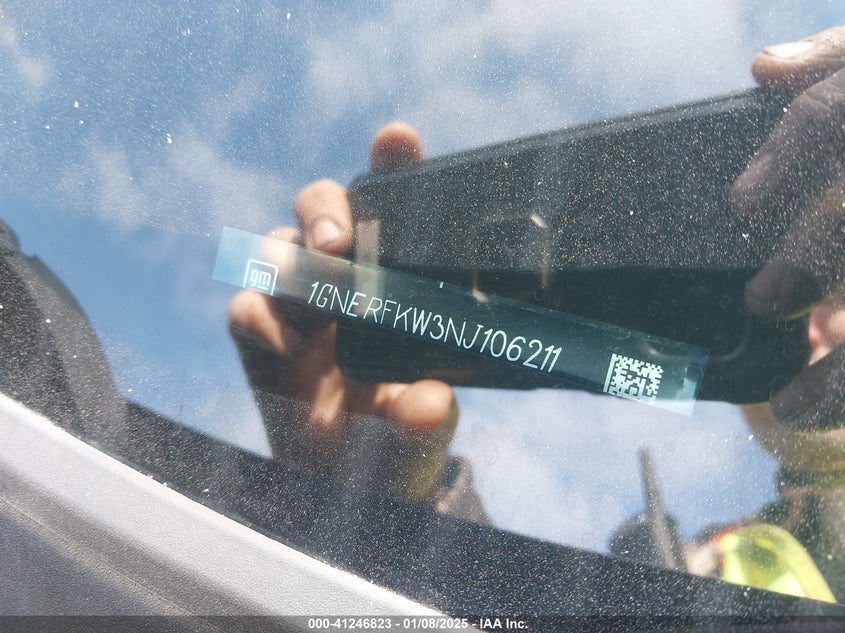 gm
1GNERFKW3NJ106211
000-41246823 - 01/08/2025 - IAA Inc.